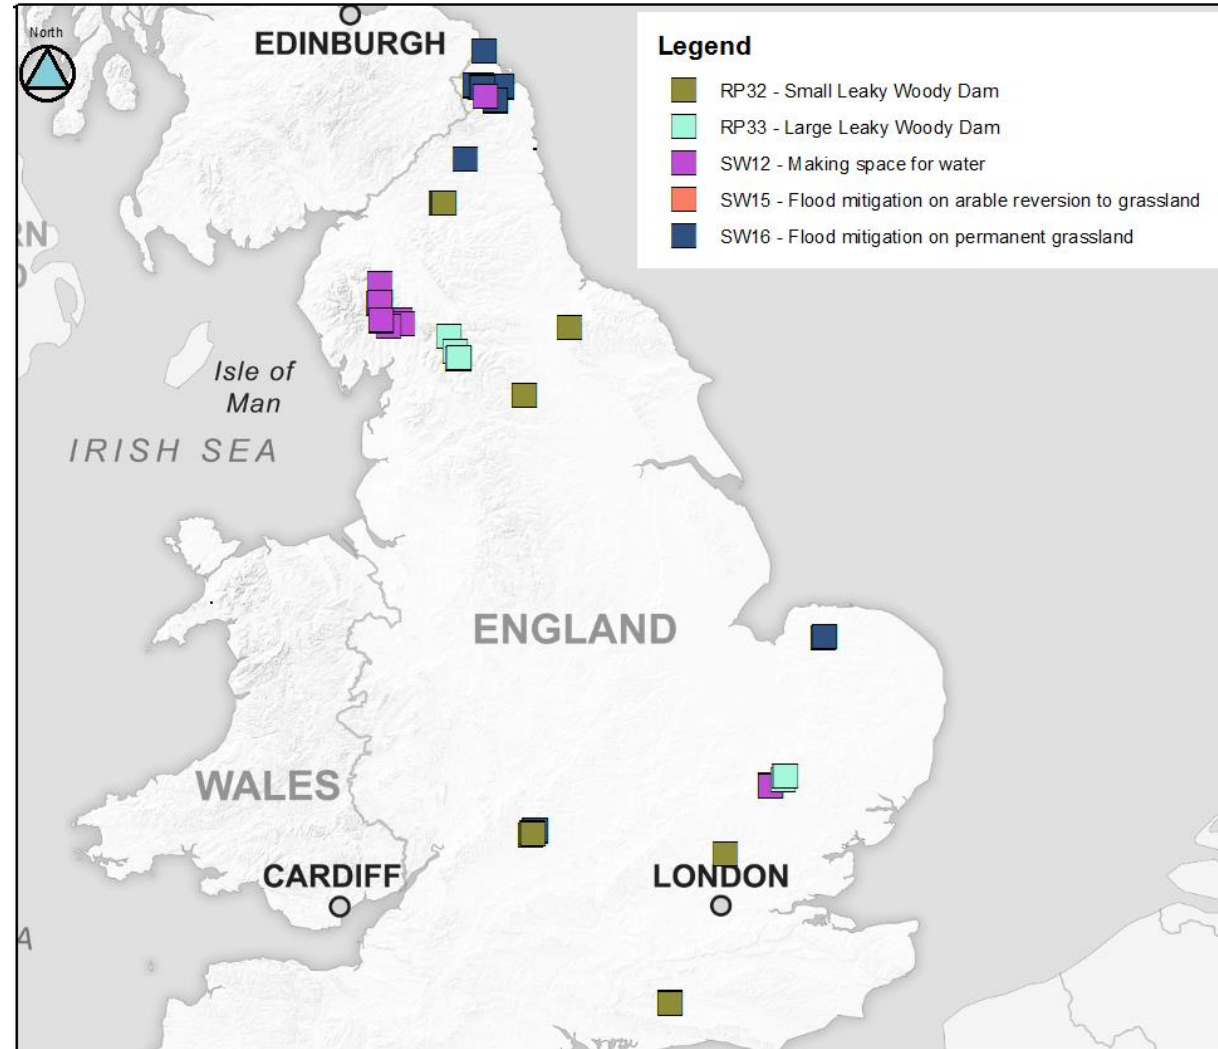 North
EDINBURGH
Legend
RP32 - Small Leaky Woody Dam
RP33 - Large Leaky Woody Dam
SW12 - Making space for water
SW15 - Flood mitigation on arable reversion to grassland
SW16 - Flood mitigation on permanent grassland
RN
Isle of
Man
IRISH SEA
ENGLAND
WALES
CARDIFF
LONDON
A